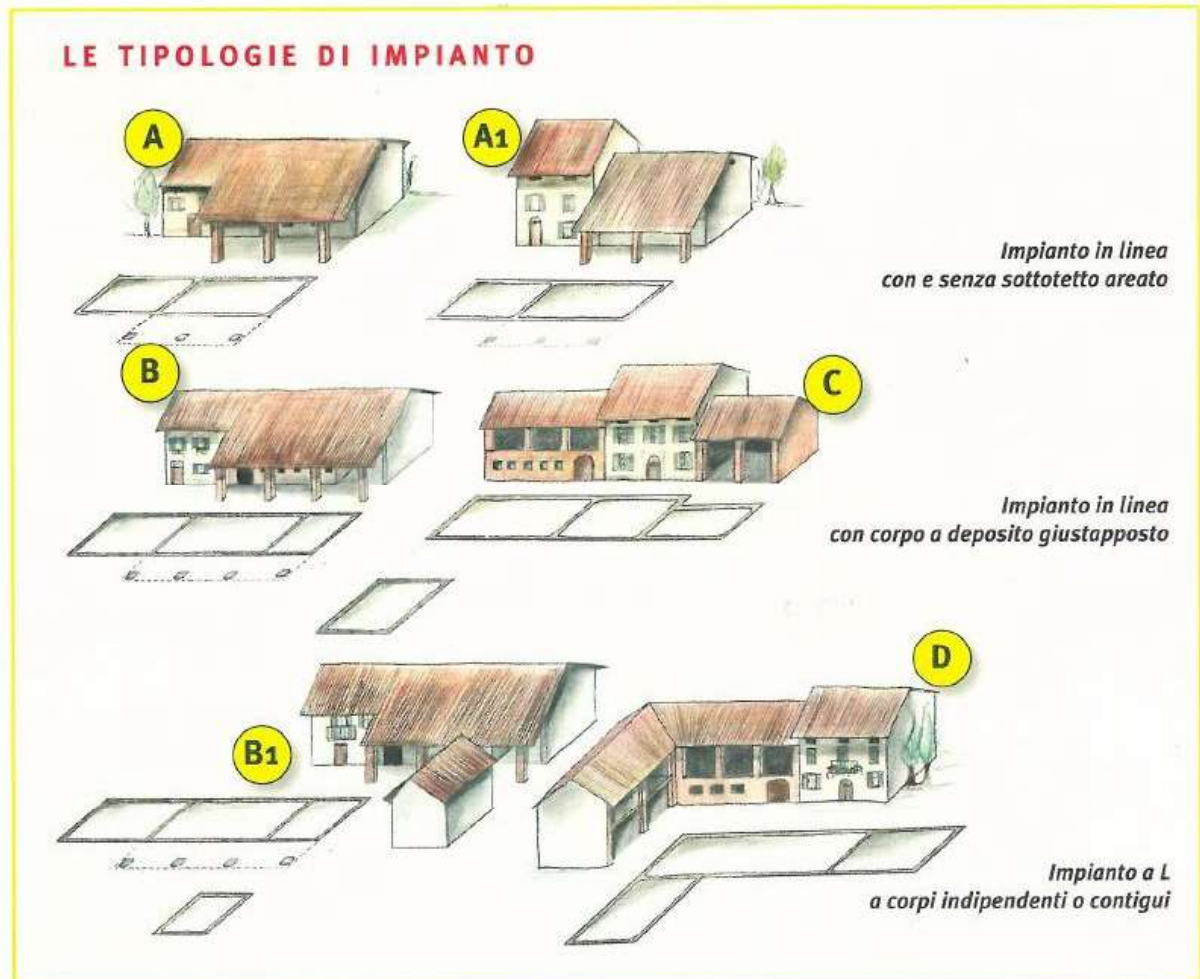 LE TIPOLOGIE DI IMPIANTO
A
A1
Impianto in linea
con e senza sottotetto areato
B
C
Impianto in linea
con corpo a deposito giustapposto
B1
D
Impianto a L
a corpi indipendenti o contigui